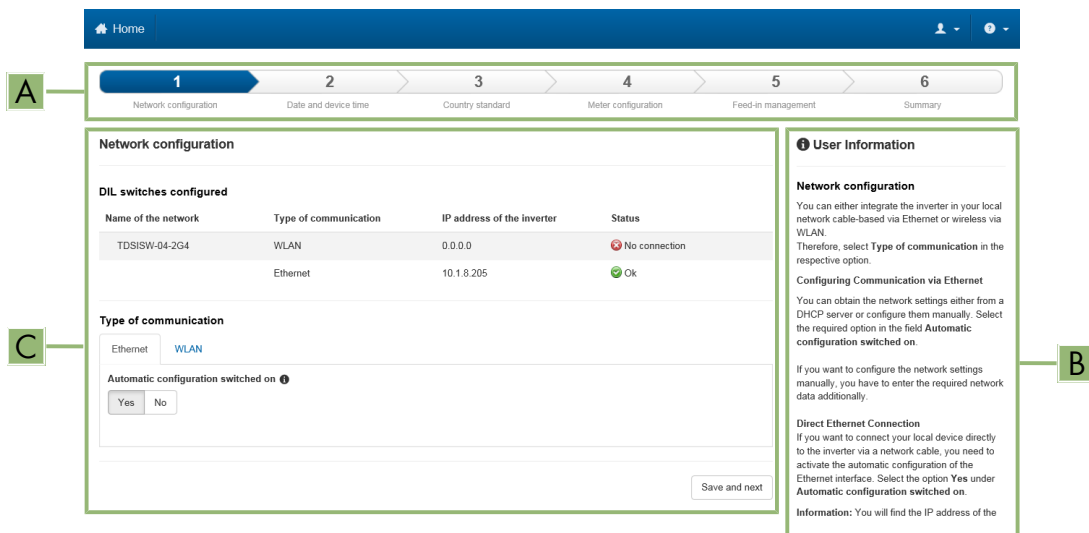 Home
1 2 3 4 5 6
Network configuration Date and device time Country standard Meter configuration Feed-in management Summary
A
Network configuration
DIL switches configured
Name of the network Type of communication IP address of the inverter Status
TDSISW-04-2G4 WLAN 0.0.0.0 No connection
Ethernet 10.1.8.205 Ok
Type of communication
Ethernet WLAN
Automatic configuration switched on
Yes No
Save and next
C
User Information
Network configuration
You can either integrate the inverter in your local
network cable-based via Ethernet or wireless via
WLAN.
Therefore, select Type of communication in the
respective option.
Configuring Communication via Ethernet
You can obtain the network settings either from a
DHCP server or configure them manually. Select
the required option in the field Automatic
configuration switched on.
If you want to configure the network settings
manually, you have to enter the required network
data additionally.
Direct Ethernet Connection
If you want to connect your local device directly
to the inverter via a network cable, you need to
activate the automatic configuration of the
Ethernet interface. Select the option Yes under
Automatic configuration switched on.
Information: You will find the IP address of the
B